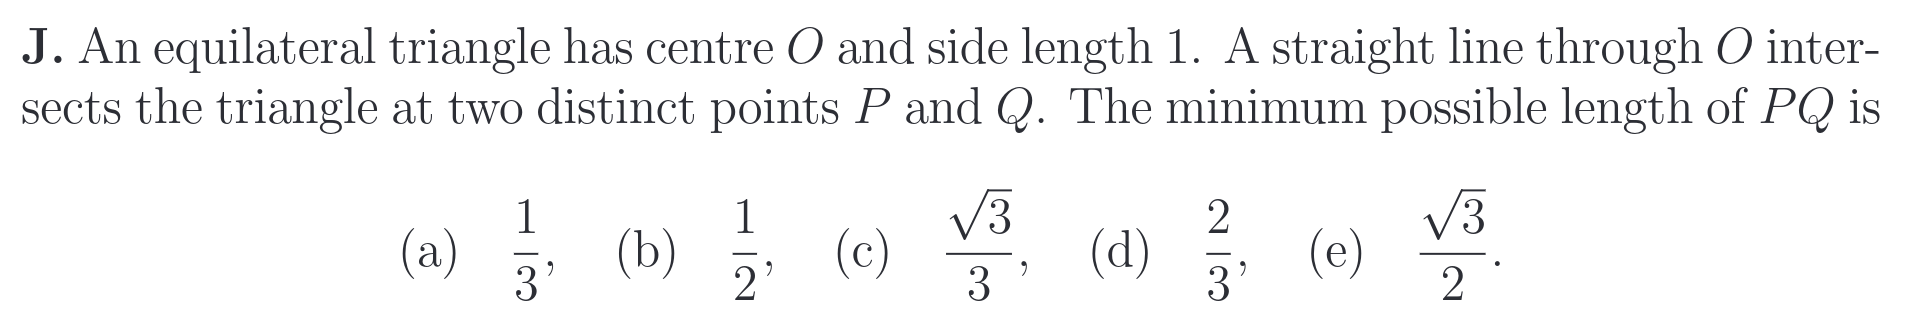 J. An equilateral triangle has centre O and side length 1. A straight line through O inter-
sects the triangle at two distinct points P and Q. The minimum possible length of PQ is
(a) 1/3, (b) 1/2, (c) √3/3, (d) 2/3, (e) √3/2.